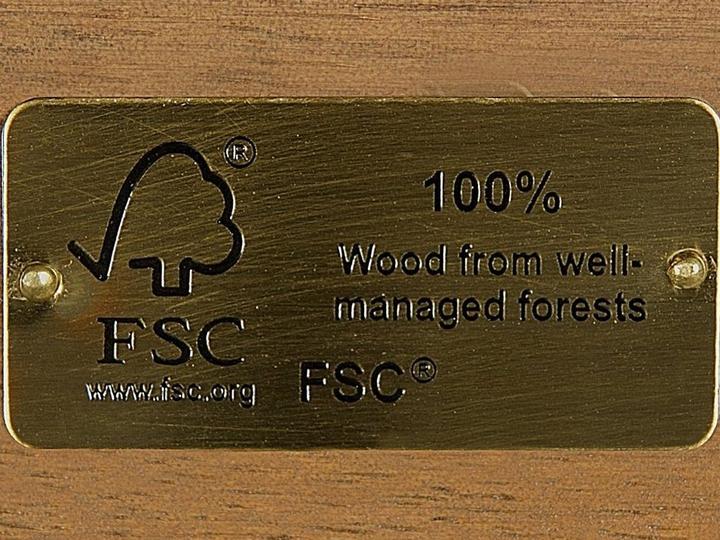 ®
FSC
www.fsc.org
100%
Wood from well-
managed forests
FSC®